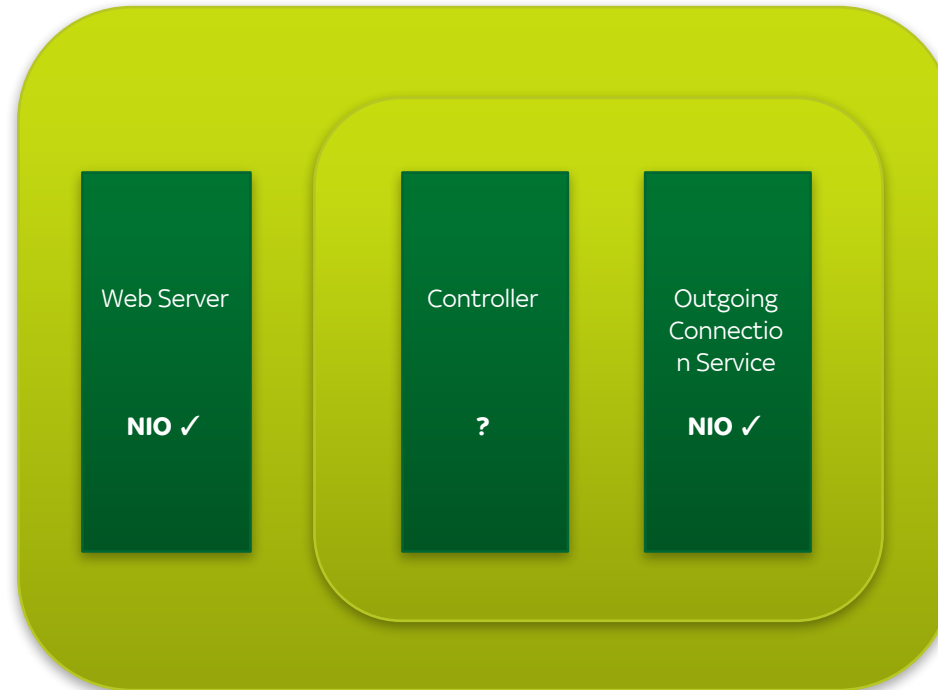 Web Server
NIO ✓
Controller
?
Outgoing
Connectio
n Service
NIO ✓